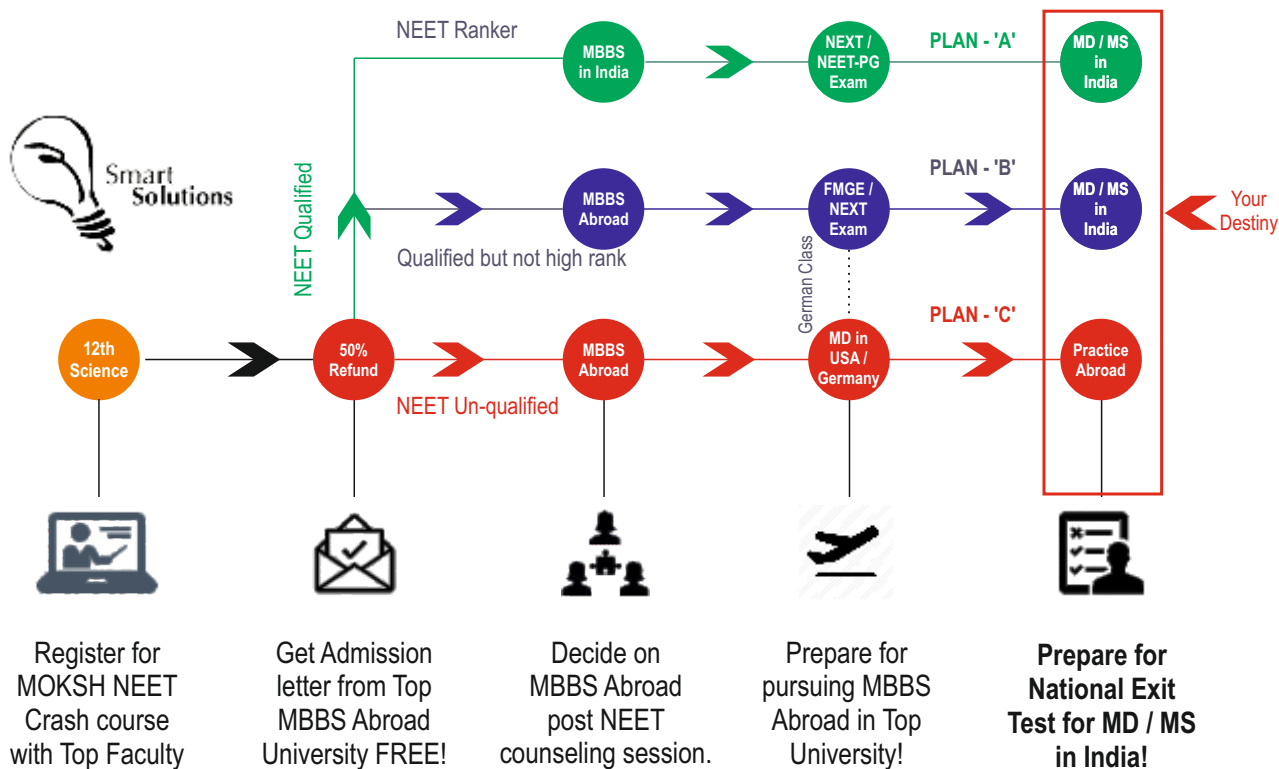 NEET Ranker
MBBS
in India
NEXT /
NEET-PG
Exam
PLAN - 'A'
MD / MS
in
India
Smart
Solutions
NEET Qualified
MBBS
Abroad
FMGE /
NEXT
Exam
PLAN - 'B'
MD / MS
in
India
Your
Destiny
Qualified but not high rank
German Class
12th
Science
50%
Refund
NEET Un-qualified
MBBS
Abroad
MD in
USA /
Germany
PLAN - 'C'
Practice
Abroad
Register for
MOKSH NEET
Crash course
with Top Faculty
Get Admission
letter from Top
MBBS Abroad
University FREE!
Decide on
MBBS Abroad
post NEET
counseling session.
Prepare for
pursuing MBBS
Abroad in Top
University!
Prepare for
National Exit
Test for MD / MS
in India!